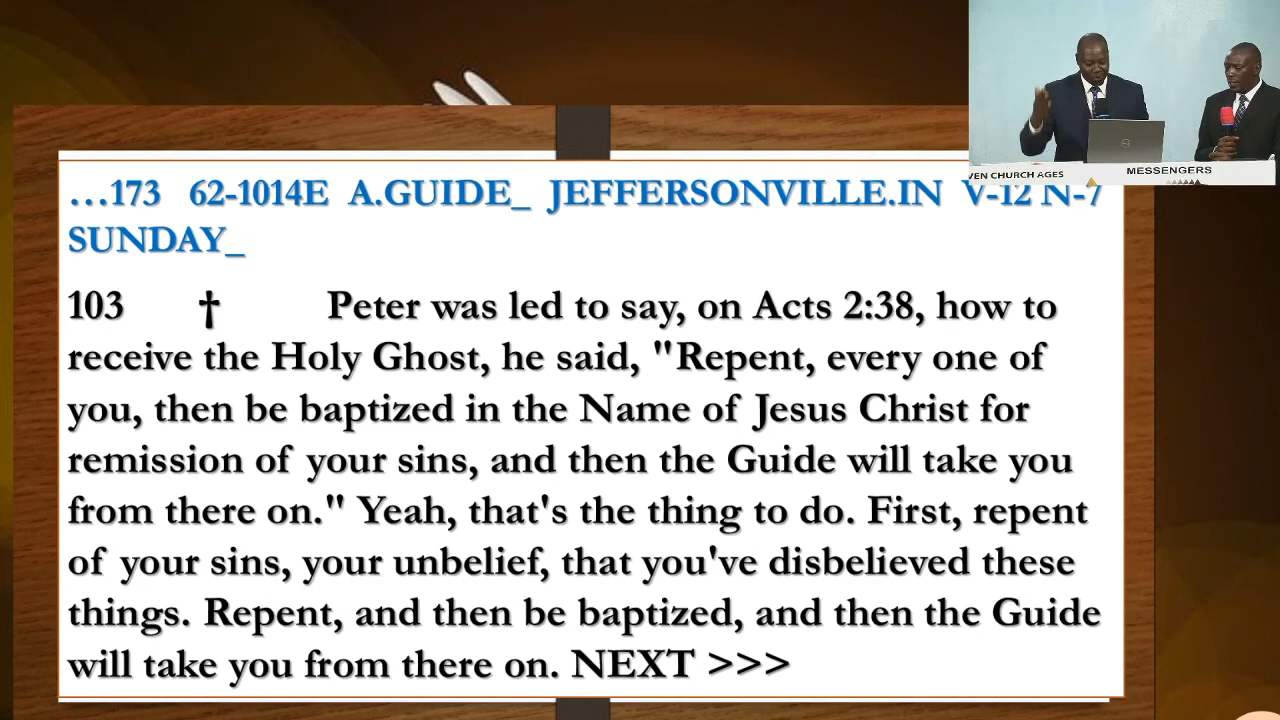 VEN CHURCH AGES MESSENGERS
…173 62-1014E A.GUIDE_ JEFFERSONVILLE.IN V-12 N-7
SUNDAY_
103 † Peter was led to say, on Acts 2:38, how to
receive the Holy Ghost, he said, "Repent, every one of
you, then be baptized in the Name of Jesus Christ for
remission of your sins, and then the Guide will take you
from there on." Yeah, that's the thing to do. First, repent
of your sins, your unbelief, that you've disbelieved these
things. Repent, and then be baptized, and then the Guide
will take you from there on. NEXT >>>